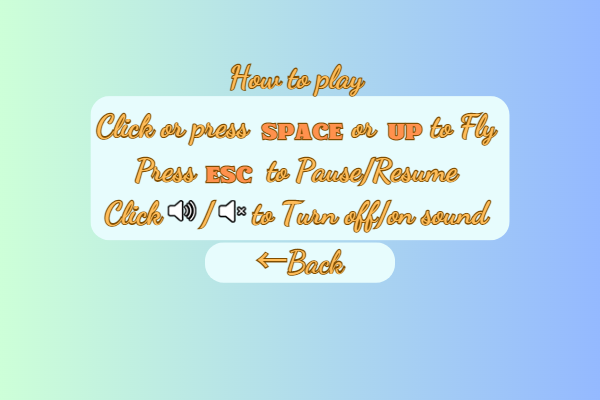 How to play
Click or press SPACE or UP to Fly
Press ESC to Pause/Resume
Click / to Turn off/on sound
←Back